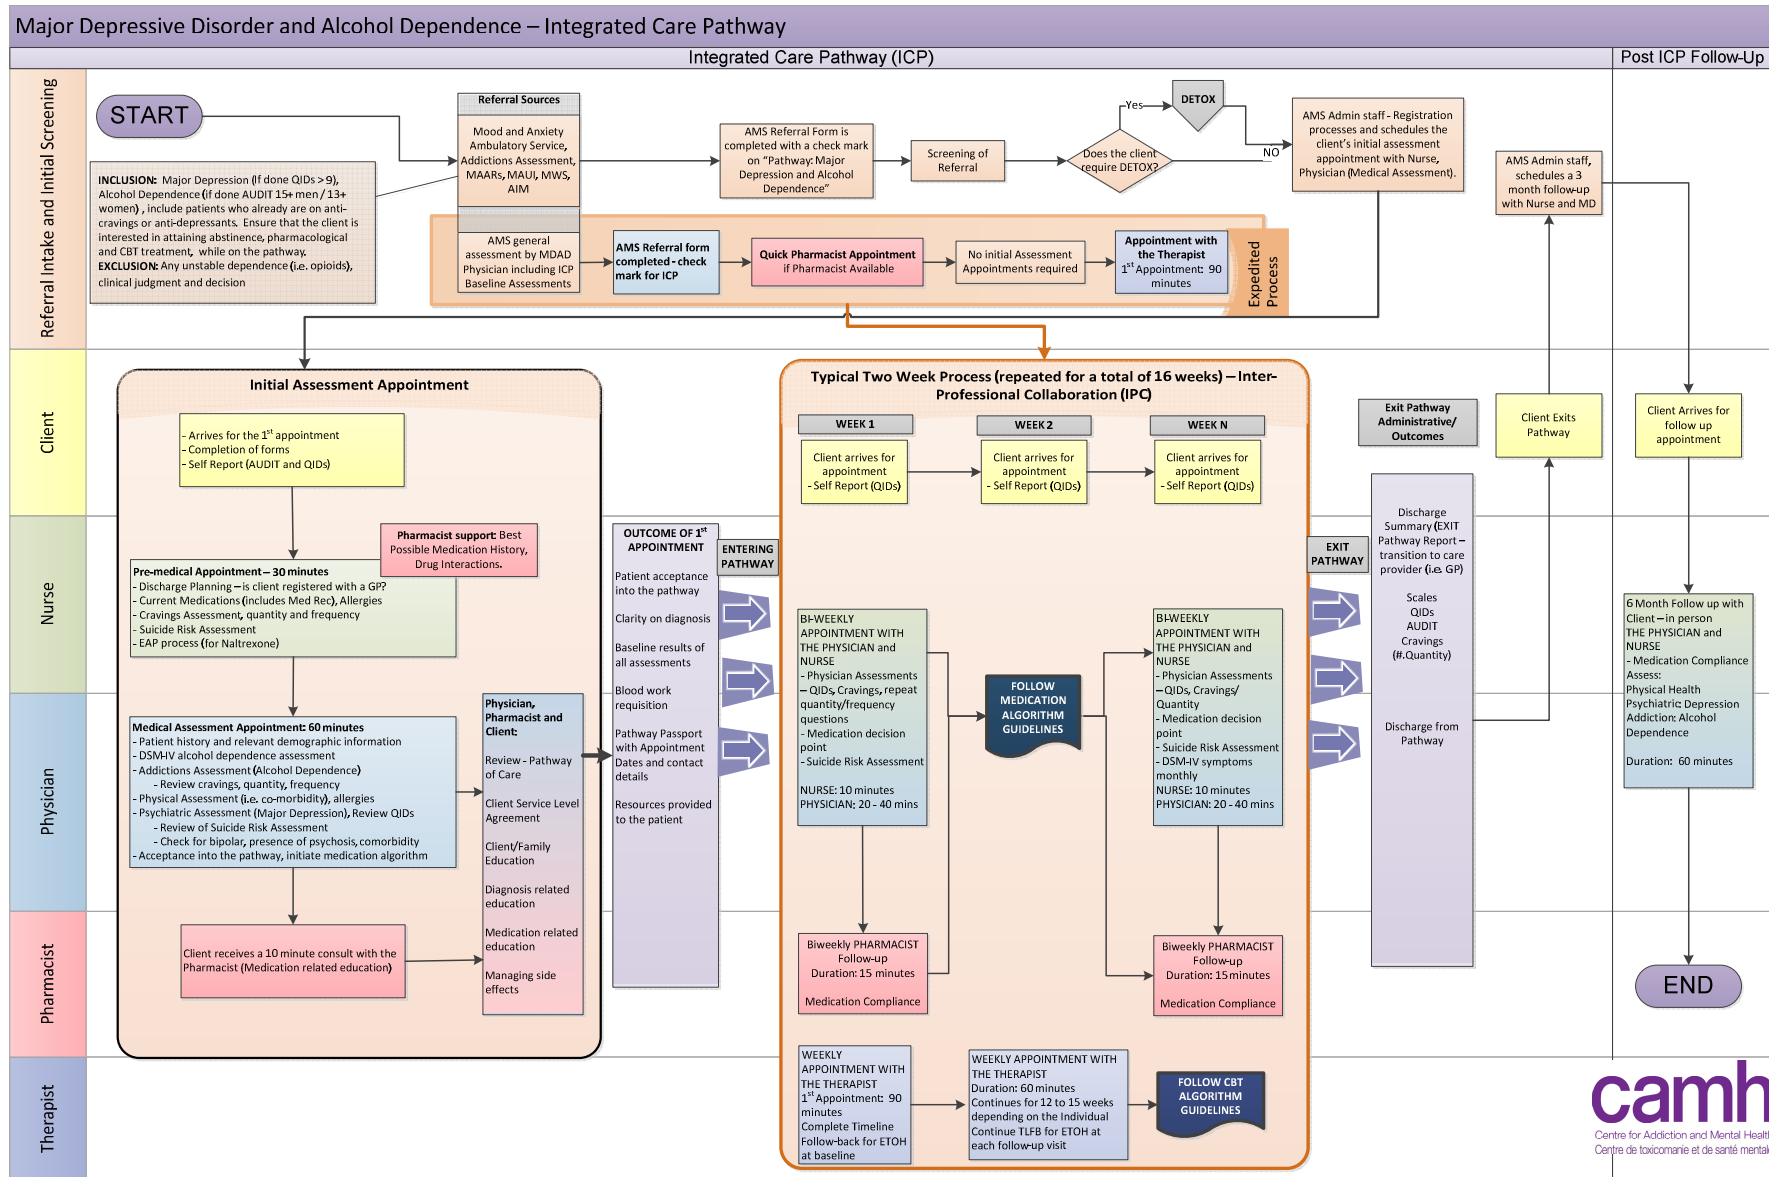 Major Depressive Disorder and Alcohol Dependence – Integrated Care Pathway
Integrated Care Pathway (ICP)
Post ICP Follow-Up
Referral Intake and Initial Screening
START
INCLUSION: Major Depression (If done QIDs >9),
Alcohol Dependence (if done AUDIT 15+ men / 13+
women) , include patients who already are on anti-
cravings or anti-depressants. Ensure that the client is
interested in attaining abstinence, pharmacological
and CBT treatment, while on the pathway.
EXCLUSION: Any unstable dependence (i.e. opioids),
clinical judgment and decision
Referral Sources
Mood and Anxiety
Ambulatory Service,
Addictions Assessment,
MAARs, MAUI, MWS,
AIM
AMS general
assessment by MDAD
Physician including ICP
Baseline Assessments
AMS Referral Form is
completed with a check mark
on "Pathway: Major
Depression and Alcohol
Dependence"
Screening of
Referral
Does the client
require DETOX?
Yes
DETOX
NO
AMS Admin staff - Registration
processes and schedules the
client's initial assessment
appointment with Nurse,
Physician (Medical Assessment).
AMS Referral form
completed - check
mark for ICP
Quick Pharmacist Appointment
if Pharmacist Available
No initial Assessment
Appointments required
Appointment with
the Therapist
1st Appointment: 90
minutes
Expedited
Process
AMS Admin staff,
schedules a 3
month follow-up
with Nurse and MD
Client
Initial Assessment Appointment
- Arrives for the 1st appointment
- Completion of forms
- Self Report (AUDIT and QIDs)
Typical Two Week Process (repeated for a total of 16 weeks) – Inter-
Professional Collaboration (IPC)
WEEK 1
WEEK 2
WEEK N
Client arrives for
appointment
- Self Report (QIDs)
Client arrives for
appointment
- Self Report (QIDs)
Client arrives for
appointment
- Self Report (QIDs)
Exit Pathway
Administrative/
Outcomes
Client Exits
Pathway
Client Arrives for
follow up
appointment
Nurse
Pharmacist support: Best
Possible Medication History,
Drug Interactions.
Pre-medical Appointment – 30 minutes
- Discharge Planning – is client registered with a GP?
- Current Medications (includes Med Rec), Allergies
- Cravings Assessment, quantity and frequency
- Suicide Risk Assessment
- EAP process (for Naltrexone)
OUTCOME OF 1st
APPOINTMENT
Patient acceptance
into the pathway
Clarity on diagnosis
Baseline results of
all assessments
Blood work
requisition
Pathway Passport
with Appointment
Dates and contact
details
Resources provided
to the patient
ENTERING
PATHWAY
BI-WEEKLY
APPOINTMENT WITH
THE PHYSICIAN and
NURSE
- Physician Assessments
– QIDs, Cravings, repeat
quantity/frequency
questions
- Medication decision
point
- Suicide Risk Assessment
NURSE: 10 minutes
PHYSICIAN: 20 - 40 mins
FOLLOW
MEDICATION
ALGORITHM
GUIDELINES
BI-WEEKLY
APPOINTMENT WITH
THE PHYSICIAN and
NURSE
- Physician Assessments
– QIDs, Cravings/
Quantity
- Medication decision
point
- Suicide Risk Assessment
- DSM-IV symptoms
monthly
NURSE: 10 minutes
PHYSICIAN: 20 - 40 mins
EXIT
PATHWAY
Discharge
Summary (EXIT
Pathway Report –
transition to care
provider (i.e. GP)
Scales
QIDs
AUDIT
Cravings
(#.Quantity)
Discharge from
Pathway
6 Month Follow up with
Client – in person
THE PHYSICIAN and
NURSE
- Medication Compliance
Assess:
Physical Health
Psychiatric: Depression
Addiction: Alcohol
Dependence
Duration: 60 minutes
Physician
Medical Assessment Appointment: 60 minutes
- Patient history and relevant demographic information
- DSM-IV alcohol dependence assessment
- Addictions Assessment (Alcohol Dependence)
- Review cravings, quantity, frequency
- Physical Assessment (i.e. co-morbidity), allergies
- Psychiatric Assessment (Major Depression), Review QIDs
- Review of Suicide Risk Assessment
- Check for bipolar, presence of psychosis, comorbidity
- Acceptance into the pathway, initiate medication algorithm
Physician,
Pharmacist and
Client:
Review - Pathway
of Care
Client Service Level
Agreement
Client/Family
Education
Diagnosis related
education
Medication related
education
Managing side
effects
Pharmacist
Client receives a 10 minute consult with the
Pharmacist (Medication related education)
Biweekly PHARMACIST
Follow-up
Duration: 15 minutes
Medication Compliance
Biweekly PHARMACIST
Follow-up
Duration: 15 minutes
Medication Compliance
END
Therapist
WEEKLY
APPOINTMENT WITH
THE THERAPIST
1st Appointment: 90
minutes
Complete Timeline
Follow-back for ETOH
at baseline
WEEKLY APPOINTMENT WITH
THE THERAPIST
Duration: 60 minutes
Continues for 12 to 15 weeks
depending on the Individual
Continue TLFB for ETOH at
each follow-up visit
FOLLOW CBT
ALGORITHM
GUIDELINES
camh
Centre for Addiction and Mental Health
Centre de toxicomanie et de santé mentale